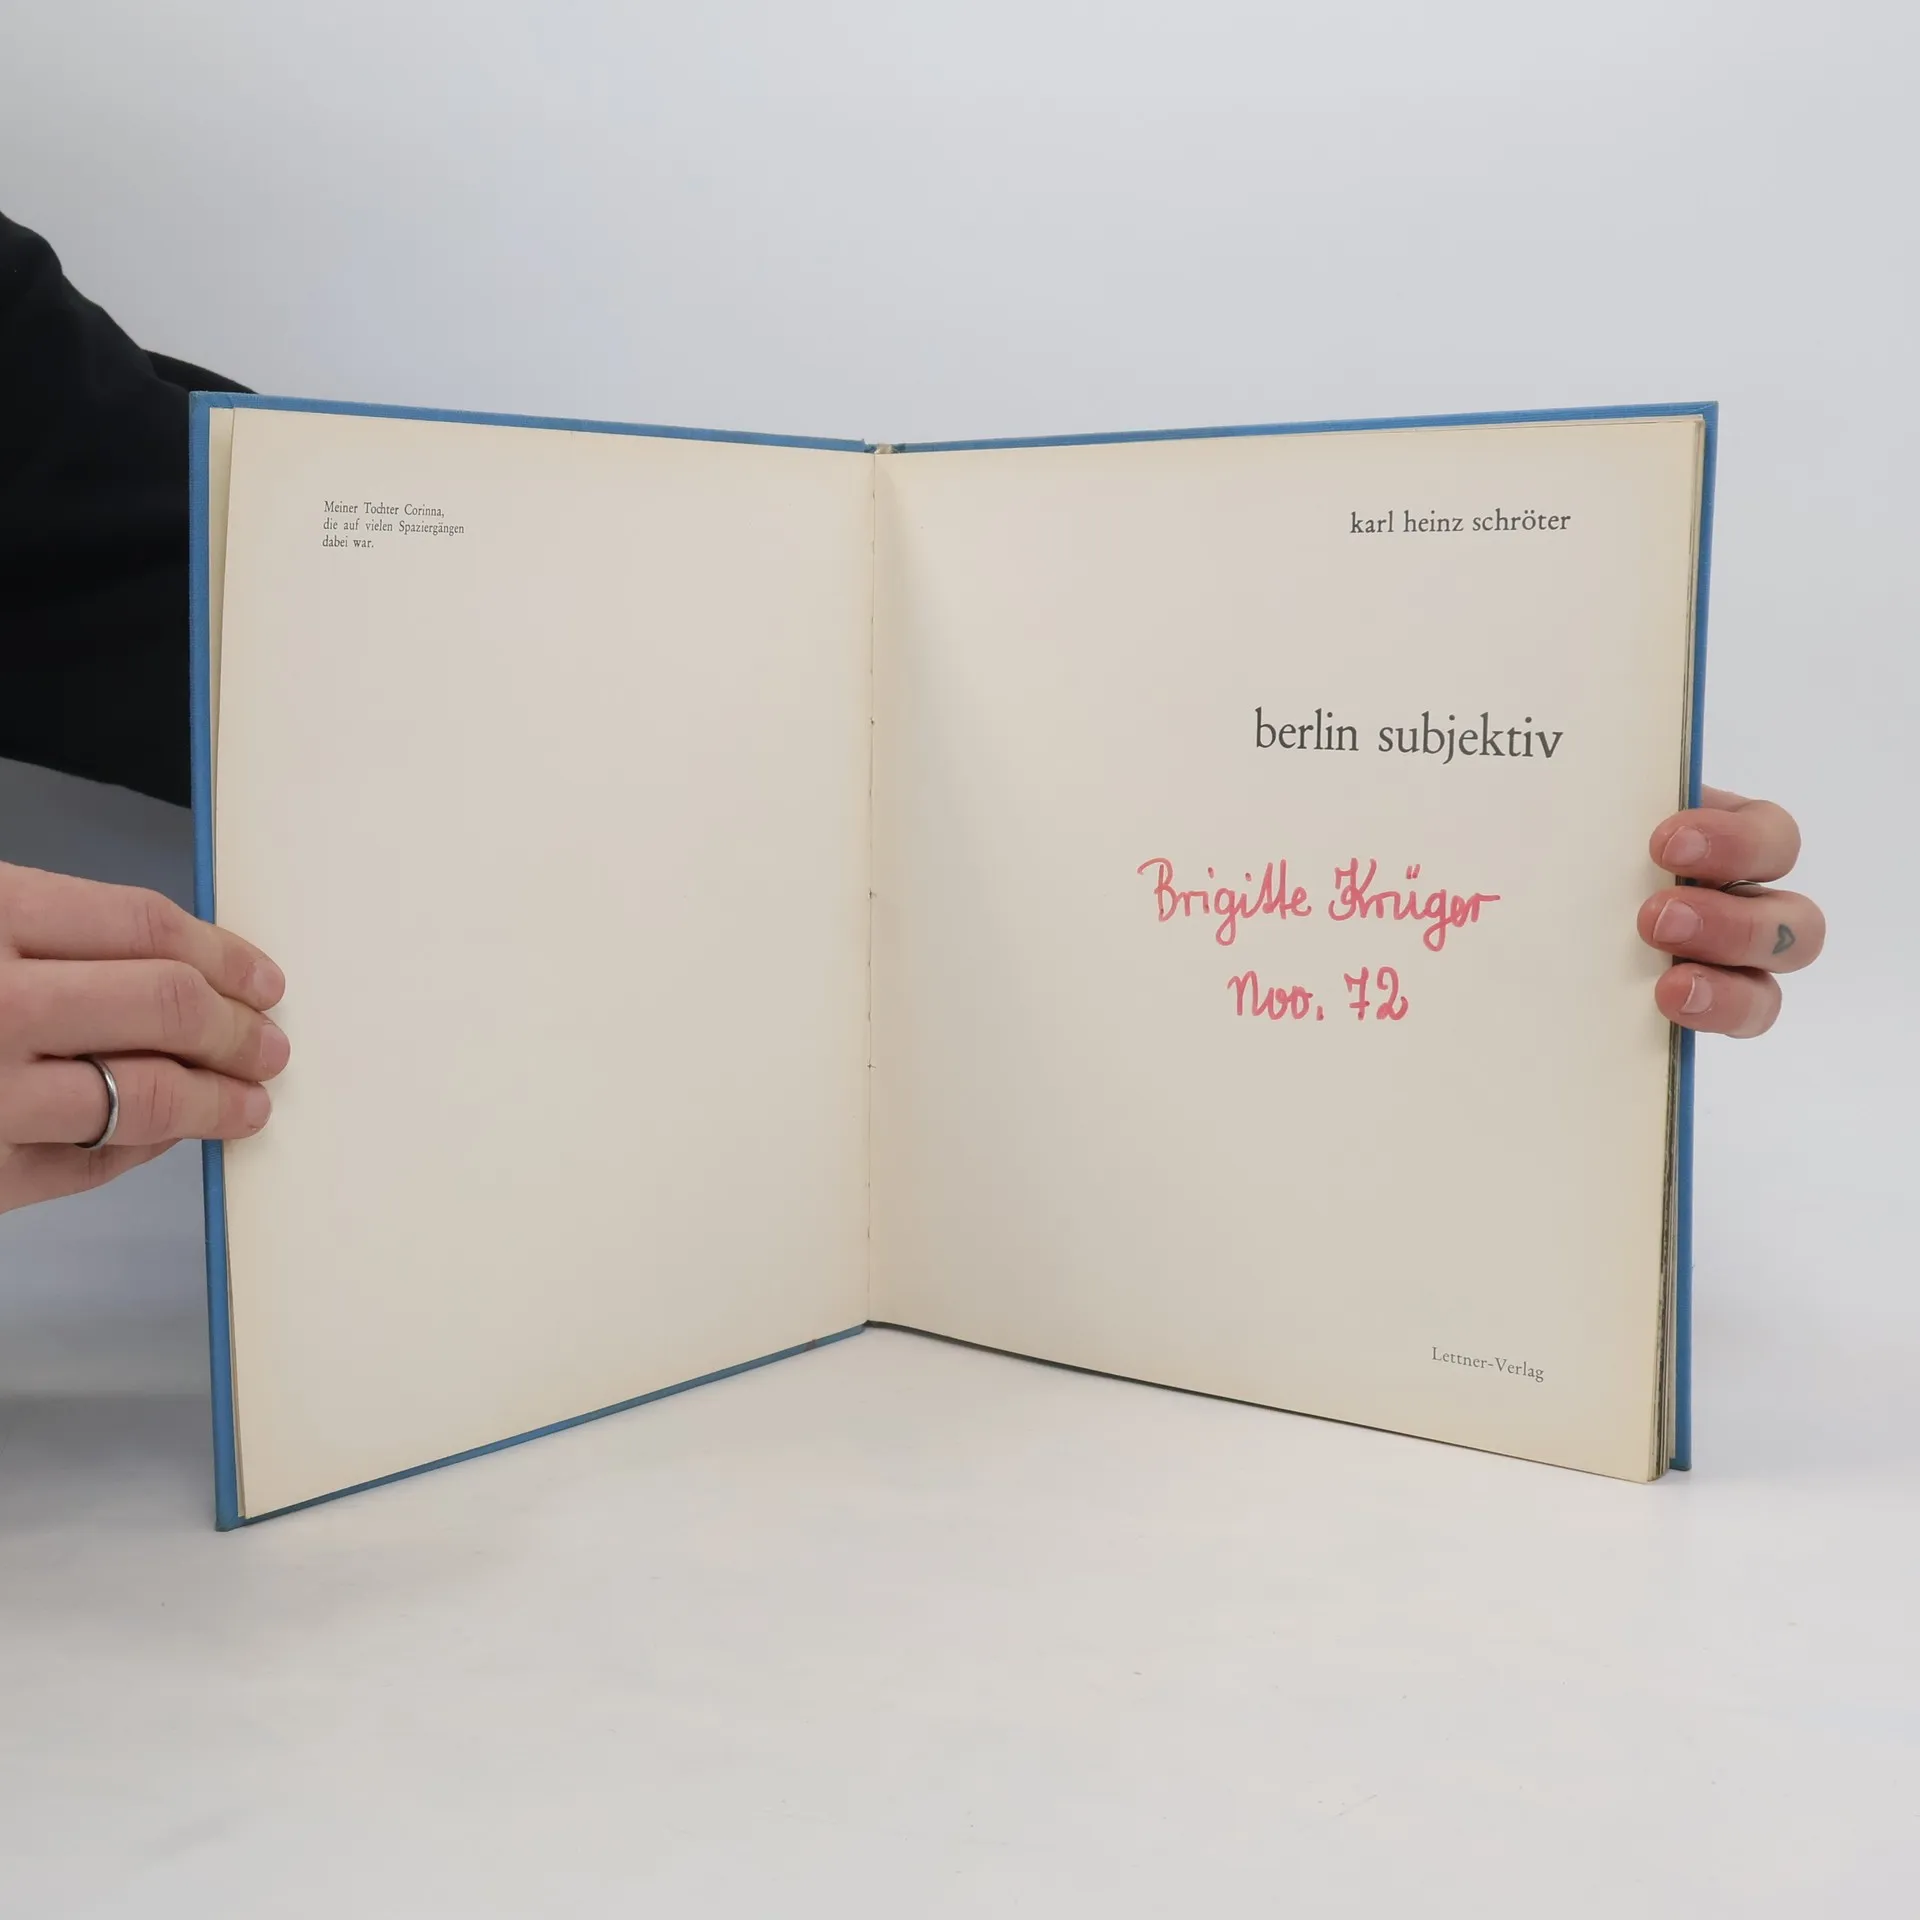 Meiner Tochter Corinna,
die auf vielen Spaziergängen
dabei war.
karl heinz schröter
berlin subjektiv
Brigitte Krüger
Nov. 72
Lettner-Verlag